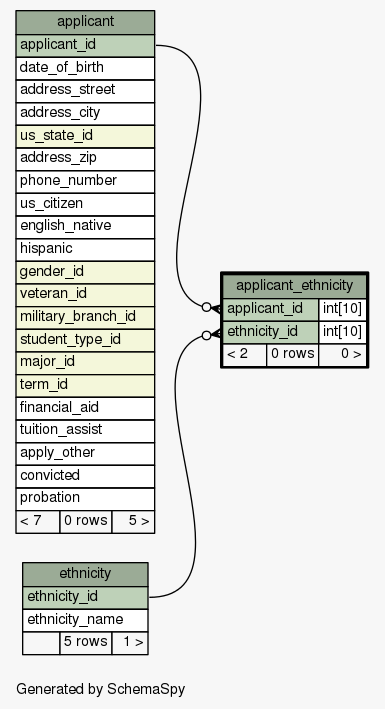 applicant
applicant_id
date_of_birth
address_street
address_city
us_state_id
address_zip
phone_number
us_citizen
english_native
hispanic
gender_id
veteran_id
military_branch_id
student_type_id
major_id
term_id
financial_aid
tuition_assist
apply_other
convicted
probation
< 7 0 rows 5 >
applicant_ethnicity
applicant_id int[10]
ethnicity_id int[10]
< 2 0 rows 0 >
ethnicity
ethnicity_id
ethnicity_name
5 rows 1 >
Generated by SchemaSpy